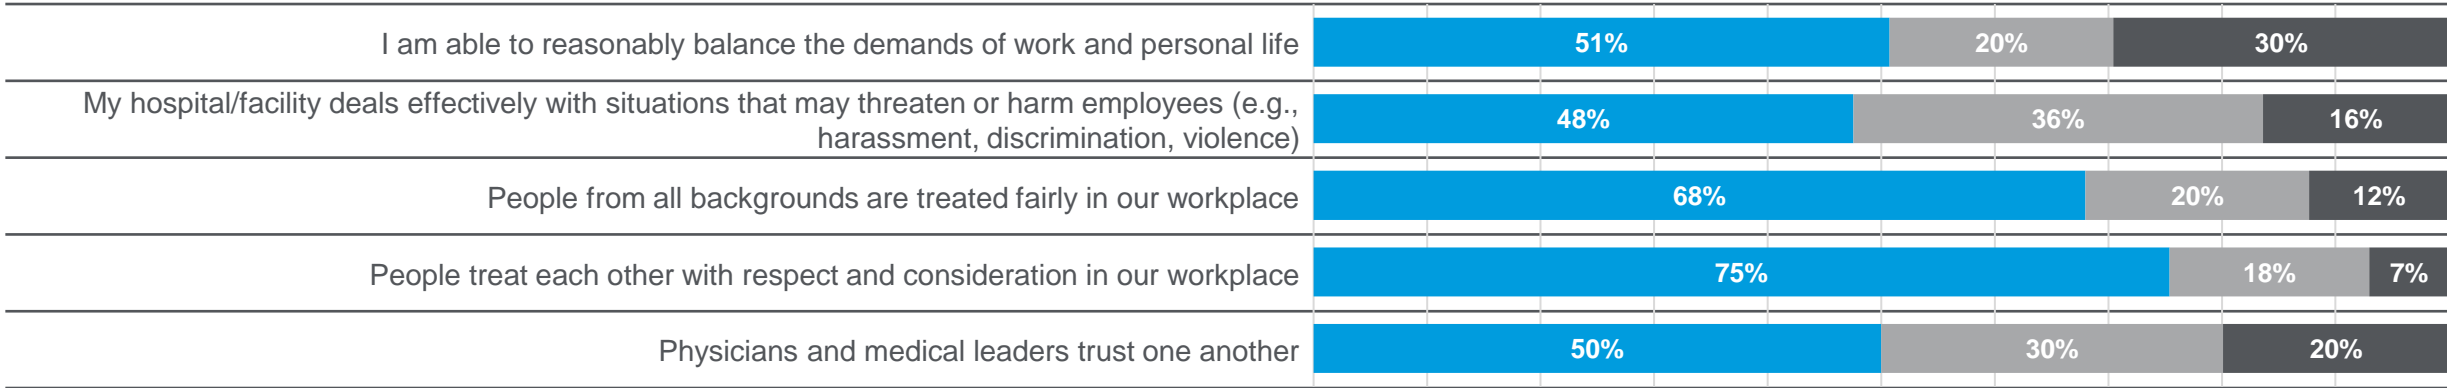 I am able to reasonably balance the demands of work and personal life 51% 20% 30%
My hospital/facility deals effectively with situations that may threaten or harm employees (e.g.,
harassment, discrimination, violence) 48% 36% 16%
People from all backgrounds are treated fairly in our workplace 68% 20% 12%
People treat each other with respect and consideration in our workplace 75% 18% 7%
Physicians and medical leaders trust one another 50% 30% 20%